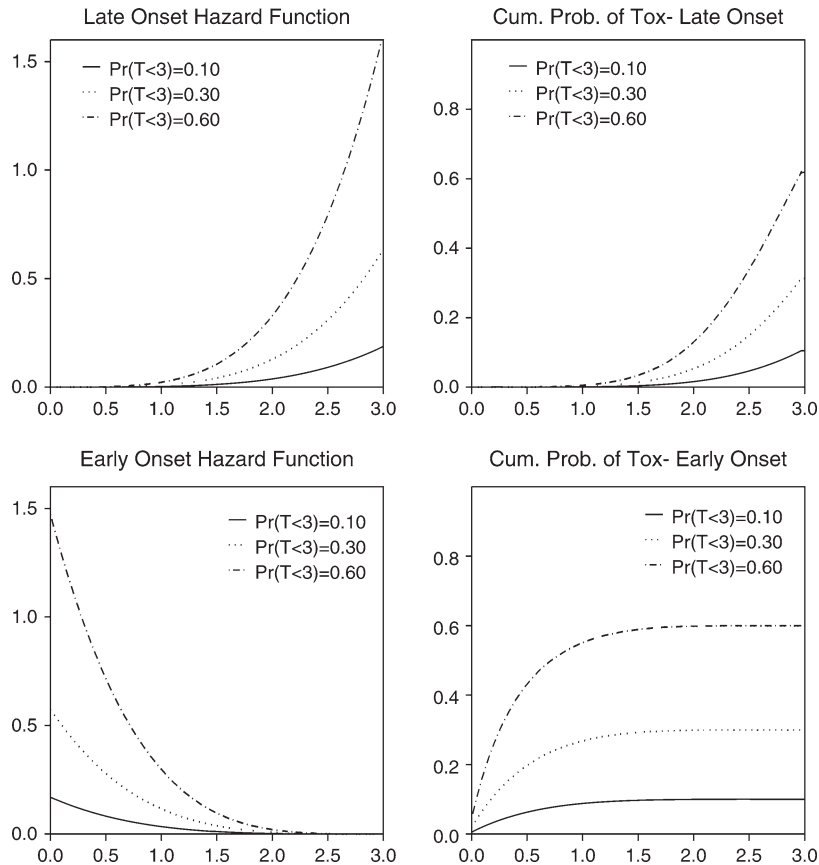 Late Onset Hazard Function
Pr(T<3)=0.10
Pr(T<3)=0.30
Pr(T<3)=0.60
1.5
1.0
0.5
0.0
0.0 0.5 1.0 1.5 2.0 2.5 3.0
Cum. Prob. of Tox- Late Onset
Pr(T<3)=0.10
Pr(T<3)=0.30
Pr(T<3)=0.60
0.8
0.6
0.4
0.2
0.0
0.0 0.5 1.0 1.5 2.0 2.5 3.0
Early Onset Hazard Function
Pr(T<3)=0.10
Pr(T<3)=0.30
Pr(T<3)=0.60
1.5
1.0
0.5
0.0
0.0 0.5 1.0 1.5 2.0 2.5 3.0
Cum. Prob. of Tox- Early Onset
Pr(T<3)=0.10
Pr(T<3)=0.30
Pr(T<3)=0.60
0.8
0.6
0.4
0.2
0.0
0.0 0.5 1.0 1.5 2.0 2.5 3.0